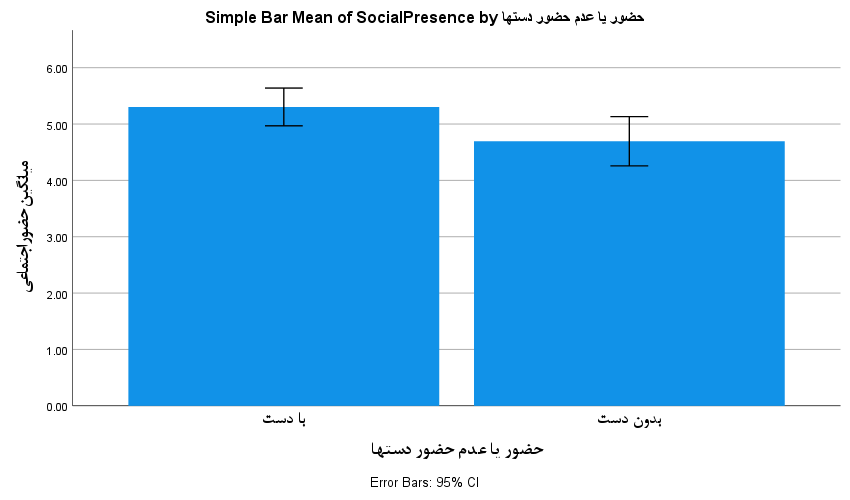 Simple Bar Mean of SocialPresence by حضور یا عدم حضور دستها
6.00
5.00
4.00
3.00
2.00
1.00
0.00
میانگین حضوراجتماعی
با دست
بدون دست
حضور یا عدم حضور دستها
Error Bars: 95% CI